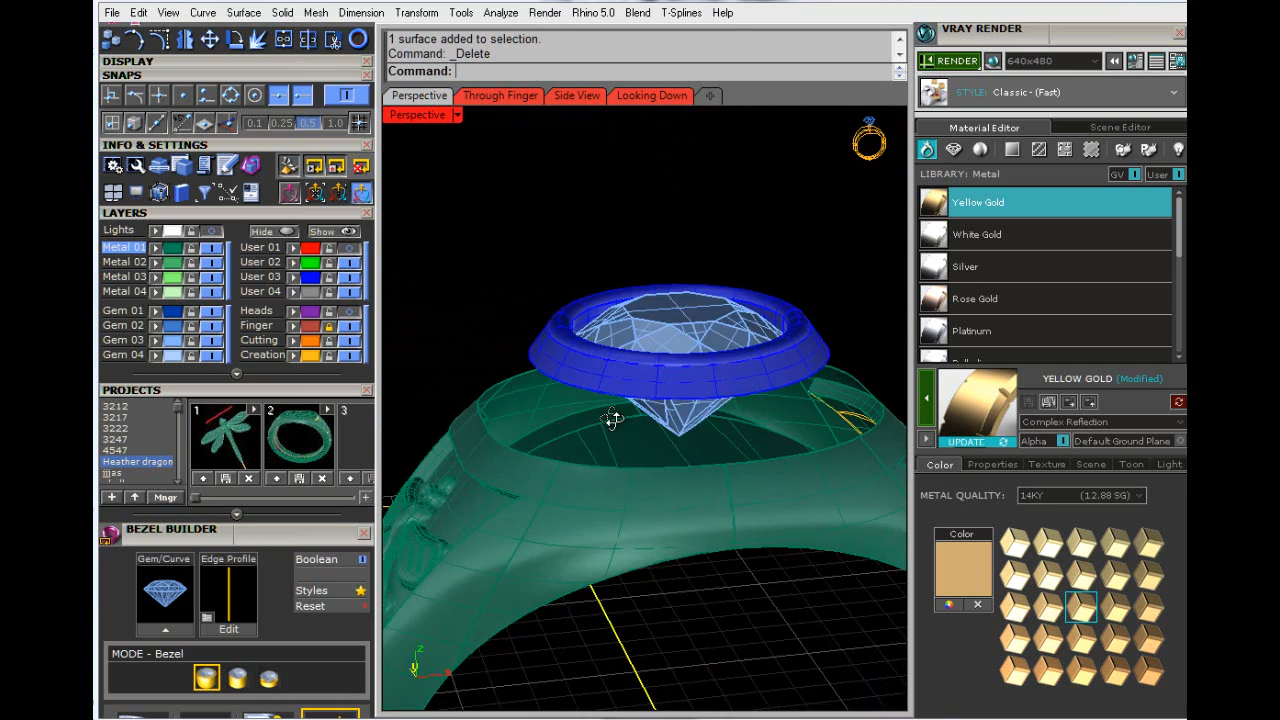 File Edit View Curve Surface Solid Mesh Dimension Transform Tools Analyze Render Rhino 5.0 Blend T-Splines Help
DISPLAY
SNAPS
0.1 0.25 0.5 1.0
INFO & SETTINGS
LAYERS
Lights Hide Show
Metal 01 User 01
Metal 02 User 02
Metal 03 User 03
Metal 04 User 04
Gem 01 Heads
Gem 02 Finger
Gem 03 Cutting
Gem 04 Creation
PROJECTS
3212
3217
3222
3247
4547
Heather dragon
jjjas
1 2 3
Mngr
BEZEL BUILDER
Gem/Curve Edge Profile Boolean
Styles
Reset
Edit
MODE - Bezel
1 surface added to selection.
Command: _Delete
Command:
Perspective Through Finger Side View Looking Down
Perspective
z
VRAY RENDER
RENDER 640x480
STYLE: Classic - (Fast)
Material Editor Scene Editor
LIBRARY: Metal GV User
Yellow Gold
White Gold
Silver
Rose Gold
Platinum
YELLOW GOLD (Modified)
Complex Reflection
UPDATE Alpha Default Ground Plane
Color Properties Texture Scene Toon Light
METAL QUALITY: 14KY (12.88 SG)
Color